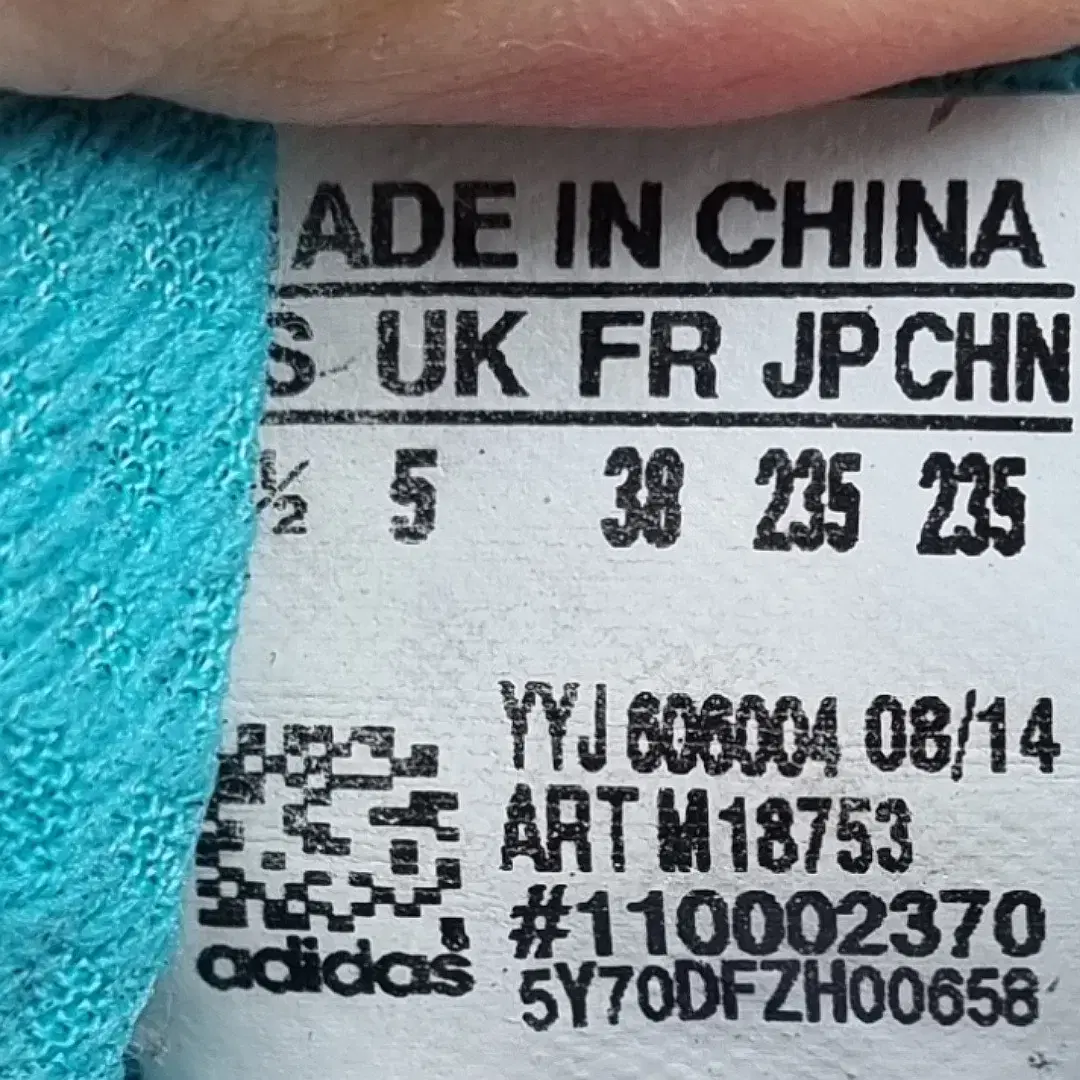 MADE IN CHINA
S UK FR JP CHN
½ 5 38 235 235
YYJ 606004 08/14
ART M18753
#110002370
adidas
5Y70DFZH00658